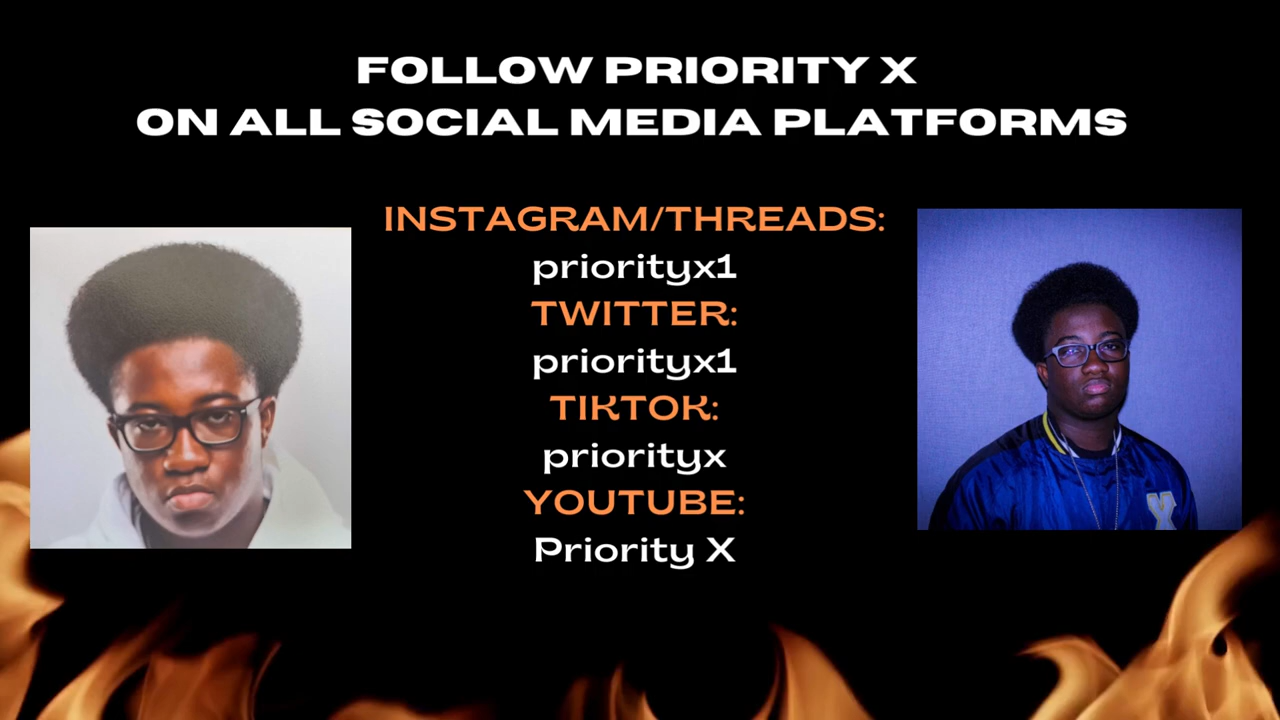 FOLLOW PRIORITY X
ON ALL SOCIAL MEDIA PLATFORMS
INSTAGRAM/THREADS:
priorityx1
TWITTER:
priorityx1
TIKTOK:
priorityx
YOUTUBE:
Priority X
X